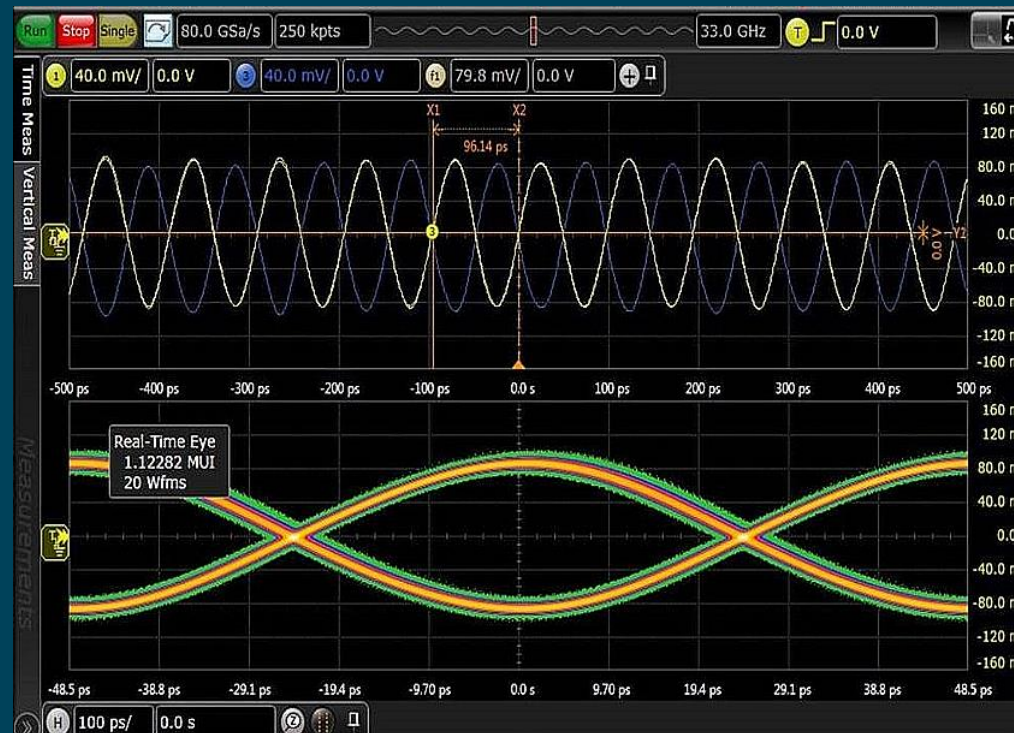 Run Stop Single 80.0 GSa/s 250 kpts 33.0 GHz T 0.0 V
1 40.0 mV/ 0.0 V 3 40.0 mV/ 0.0 V f1 79.8 mV/ 0.0 V
Time Meas
Vertical Meas
Measurements
X1 X2
96.14 ps
3
0.0 V
Y2
160 m
120 m
80.0 m
40.0 m
0.0
-40.0 m
-80.0 m
-120 m
-160 m
-500 ps -400 ps -300 ps -200 ps -100 ps 0.0 s 100 ps 200 ps 300 ps 400 ps 500 ps
Real-Time Eye
1.12282 MUI
20 Wfms
160 m
120 m
80.0 m
40.0 m
0.0
-40.0 m
-80.0 m
-120 m
-160 m
-48.5 ps -38.8 ps -29.1 ps -19.4 ps -9.70 ps 0.0 s 9.70 ps 19.4 ps 29.1 ps 38.8 ps 48.5 ps
H 100 ps/ 0.0 s